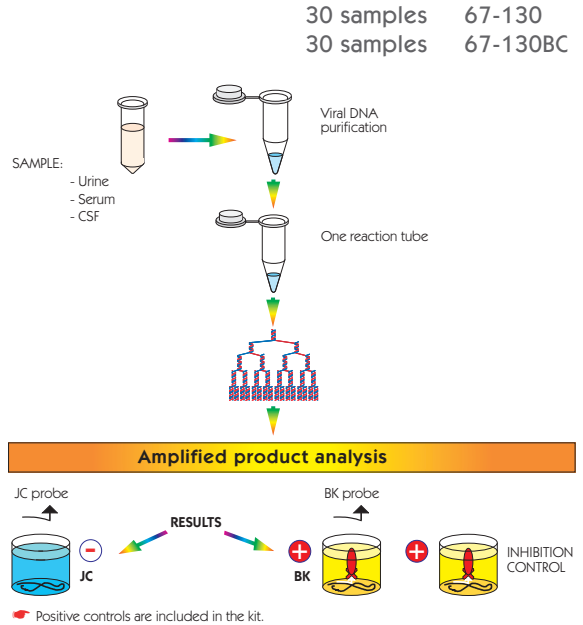 30 samples 67-130
30 samples 67-130BC
Viral DNA
purification
SAMPLE:
- Urine
- Serum
- CSF
One reaction tube
Amplified product analysis
JC probe
BK probe
RESULTS
-
JC
+
BK
+
INHIBITION
CONTROL
Positive controls are included in the kit.